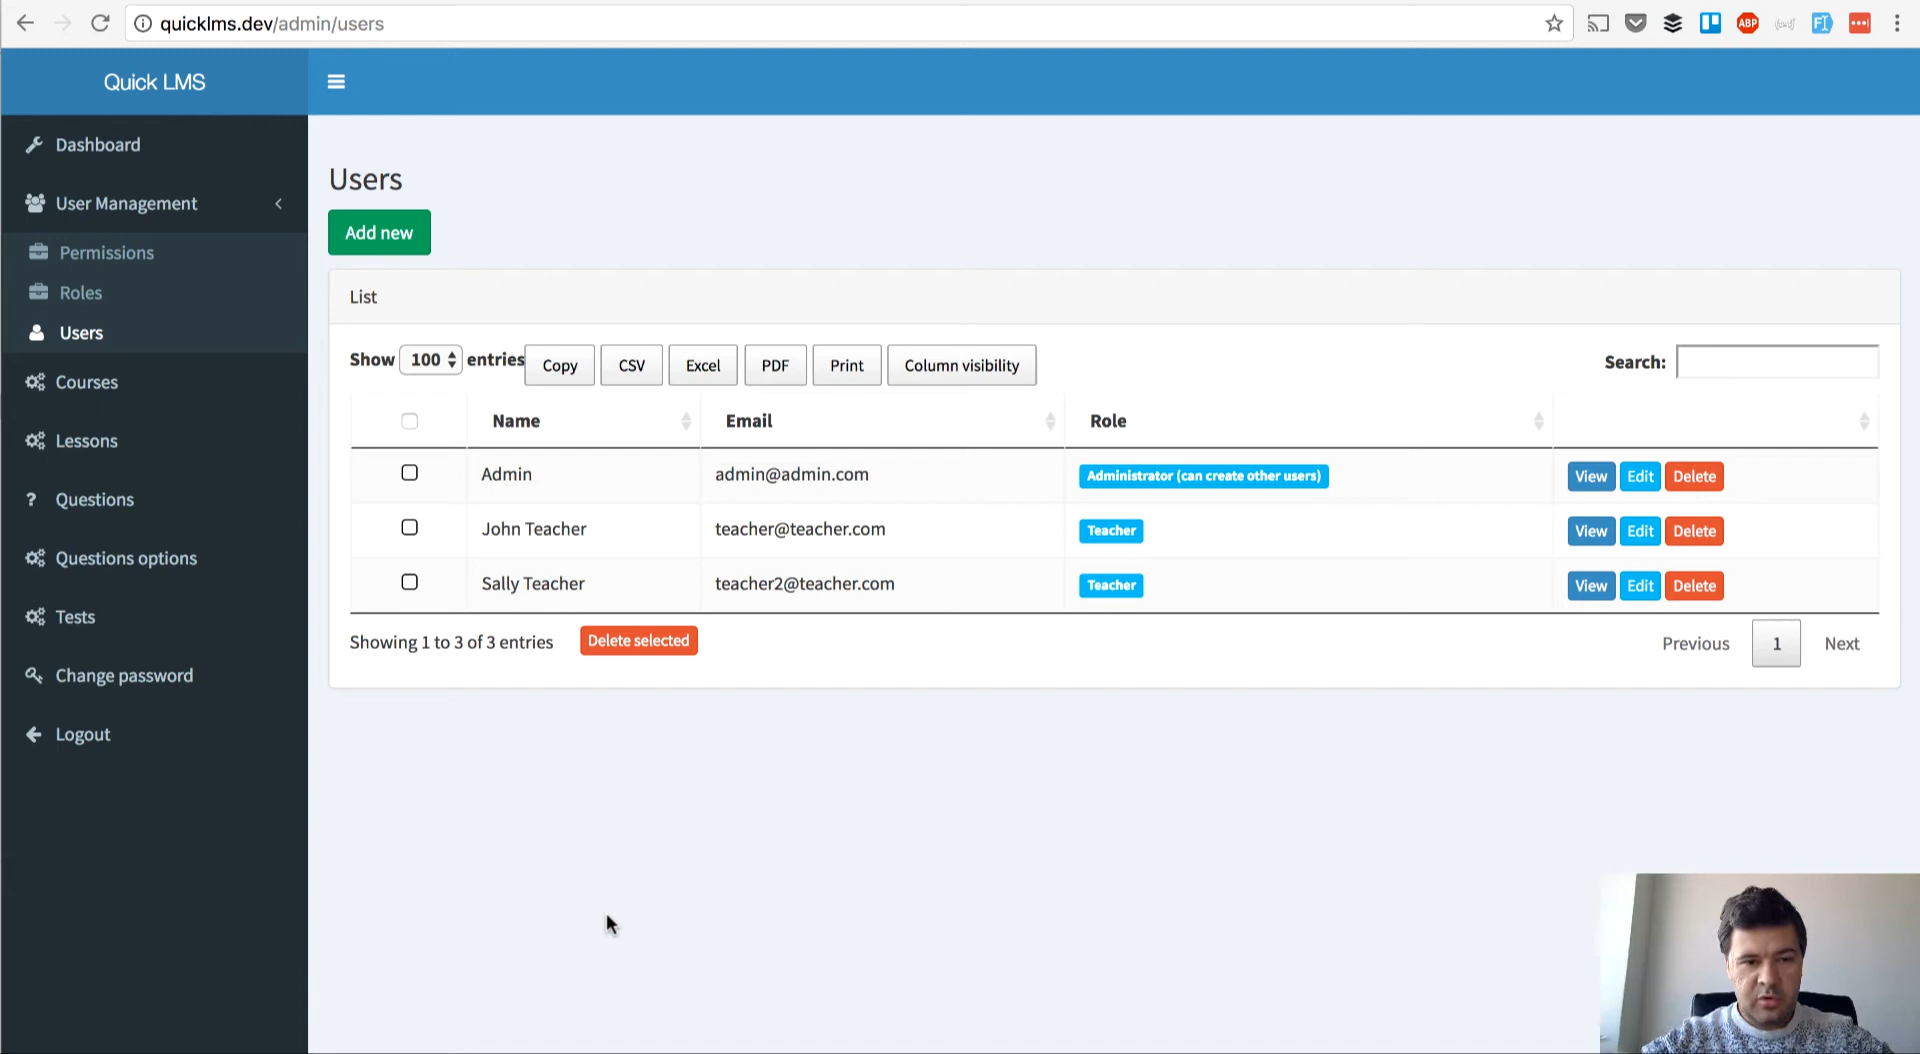 quicklms.dev/admin/users
ABP
Quick LMS
Dashboard
User Management
Permissions
Roles
Users
Courses
Lessons
Questions
Questions options
Tests
Change password
Logout
Users
Add new
List
Show 100 entries Copy CSV Excel PDF Print Column visibility Search:
Name Email Role
Admin admin@admin.com Administrator (can create other users) View Edit Delete
John Teacher teacher@teacher.com Teacher View Edit Delete
Sally Teacher teacher2@teacher.com Teacher View Edit Delete
Showing 1 to 3 of 3 entries Delete selected Previous 1 Next